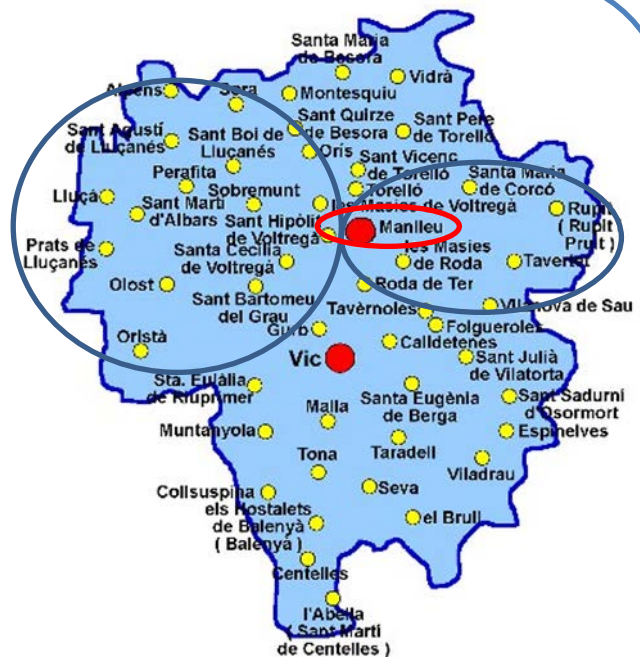 Santa Maria
de Besora
Vidrà
Alpens
Sora
Montesquiu
Sant Quirze
de Besora
Sant Pere
de Torelló
Sant Agustí
de Lluçanés
Sant Boi de
Lluçanés
Orís
Sant Vicenç
de Torelló
Perafita
Torelló
Santa Maria
de Corcó
Lluçà
Sobremunt
Sant Martí
d'Albars
les Masies de Voltregà
Rupit
( Rupit
Pruit )
Sant Hipòlit
de Voltregà
Manlleu
Prats de
Lluçanés
Santa Cecília
de Voltregà
les Masies
de Roda
Tavertet
Olost
Sant Bartomeu
del Grau
Roda de Ter
Vilanova de Sau
Tavèrnoles
Gurb
Folgueroles
Oristà
Calldetenes
Vic
Sant Julià
de Vilatorta
Sta. Eulàlia
de Riuprimer
Santa Eugènia
de Berga
Sant Sadurní
d'Osormort
Malla
Muntanyola
Espinelves
Taradell
Tona
Viladrau
Collsuspina
Seva
els Hostalets
de Balenyà
( Balenyá )
el Brull
Centelles
l'Abella
( Sant Martí
de Centelles )